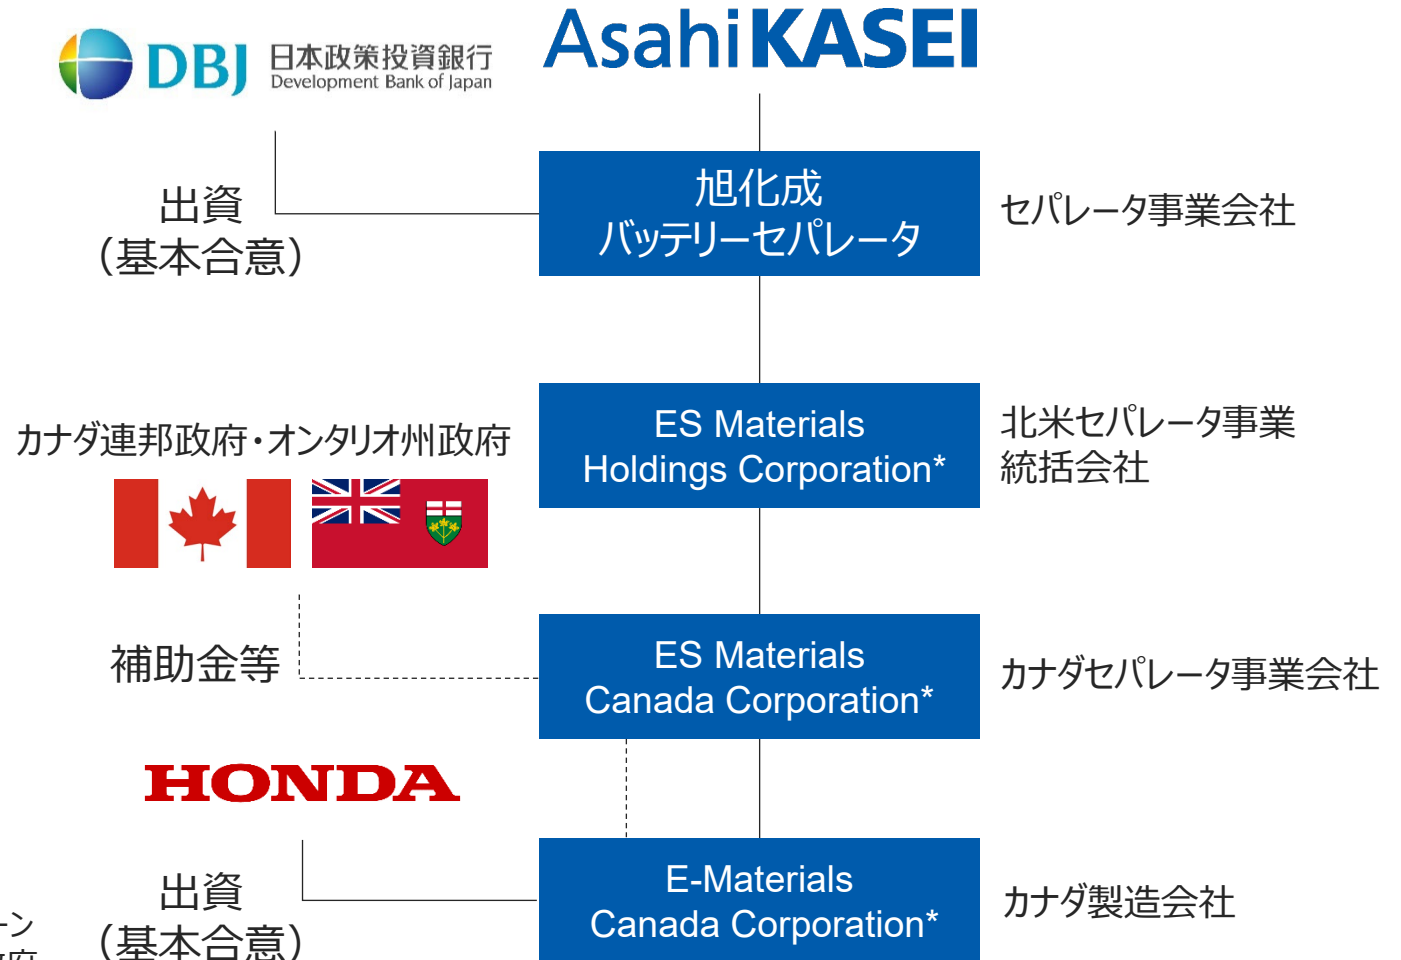 DBJ 日本政策投資銀行
Development Bank of Japan
AsahiKASEI
出資
（基本合意）
旭化成
バッテリーセパレータ
セパレータ事業会社
カナダ連邦政府・オンタリオ州政府
ES Materials
Holdings Corporation*
北米セパレータ事業
統括会社
補助金等
ES Materials
Canada Corporation*
カナダセパレータ事業会社
HONDA
出資
（基本合意）
E-Materials
Canada Corporation*
カナダ製造会社
ーン